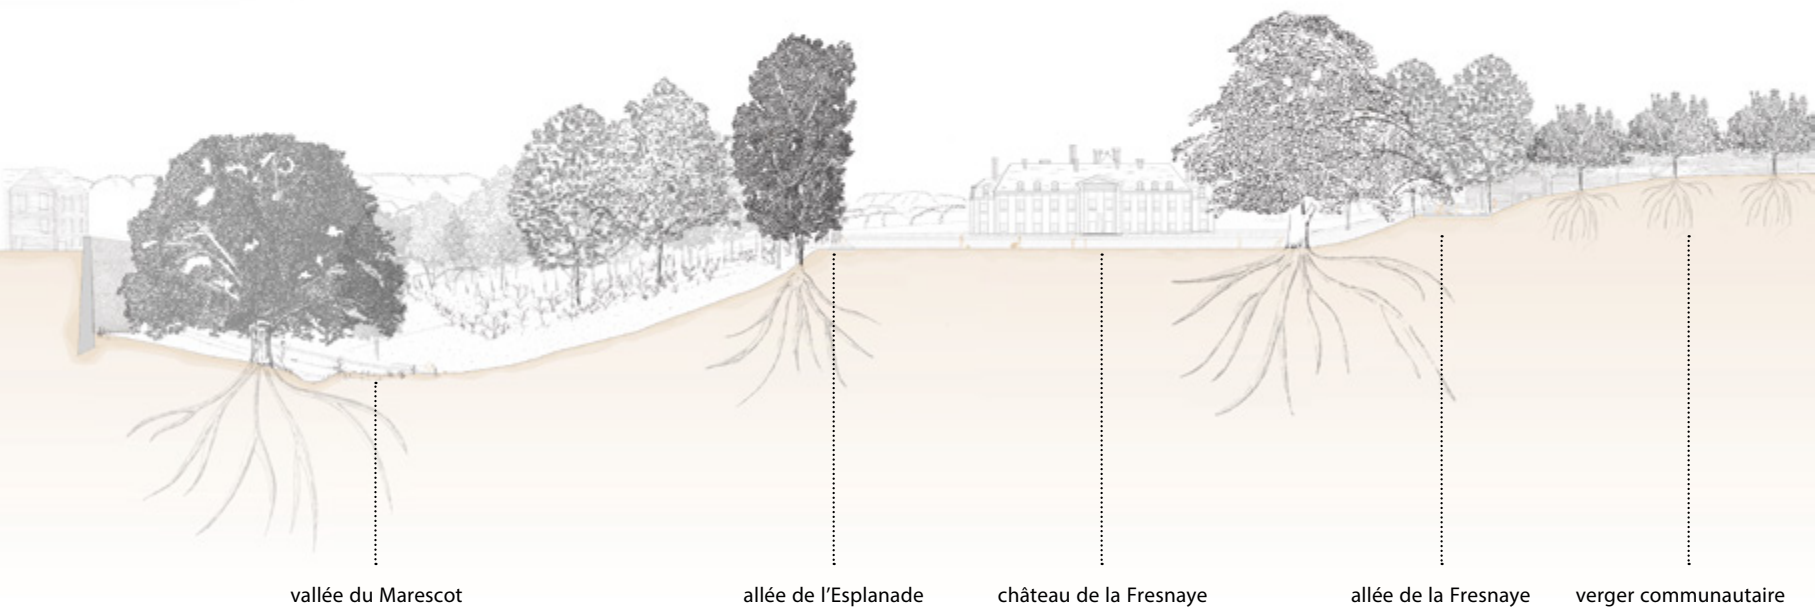 vallée du Marescot
allée de l'Esplanade
château de la Fresnaye
allée de la Fresnaye
verger communautaire